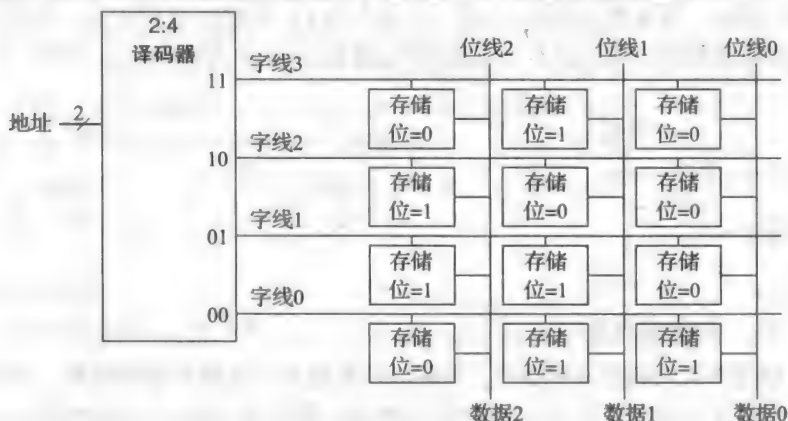 2:4
译码器
位线2 位线1 位线0
字线3
11
存储 存储 存储
位=0 位=1 位=0
地址 2
字线2
10
存储 存储 存储
位=1 位=0 位=0
字线1
01
存储 存储 存储
位=1 位=1 位=0
字线0
00
存储 存储 存储
位=0 位=1 位=1
数据2 数据1 数据0